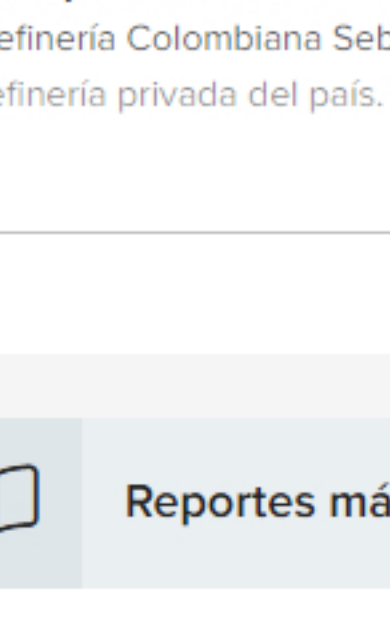 efinería Colombiana Seb
efinería privada del país.
Reportes má